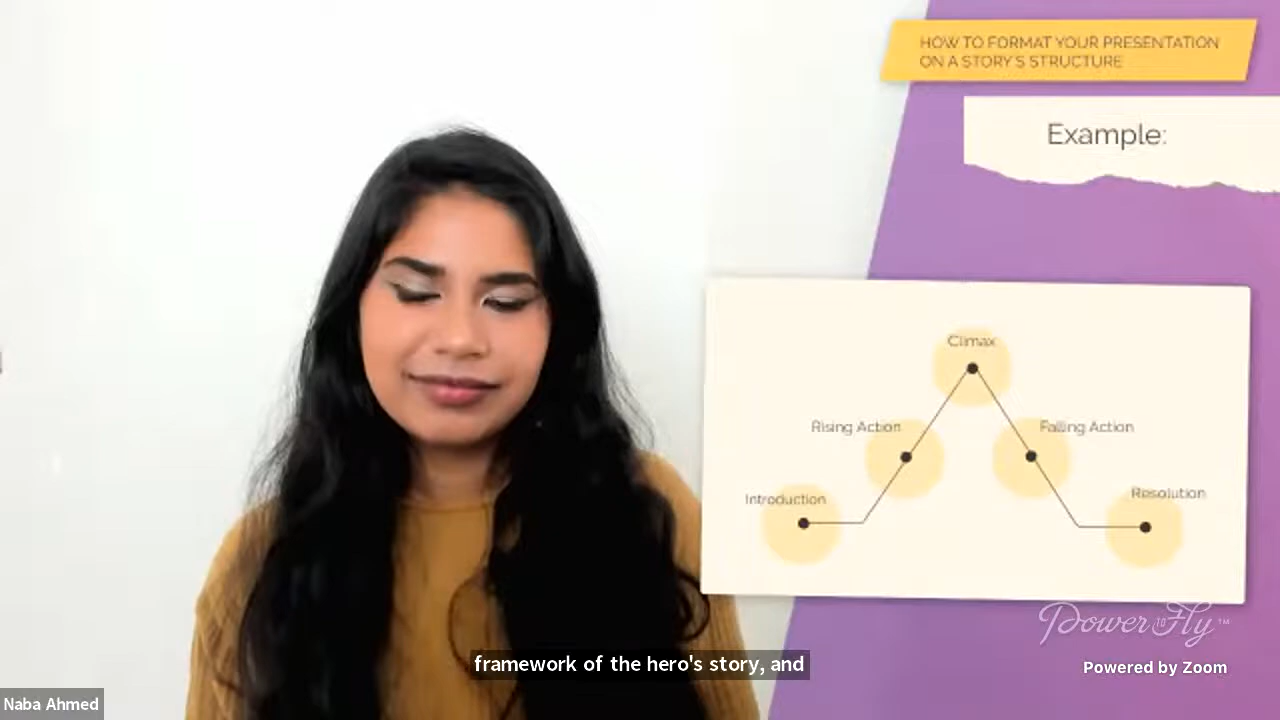 HOW TO FORMAT YOUR PRESENTATION
ON A STORY'S STRUCTURE
Example:
Climax
Rising Action
Falling Action
Introduction
Resolution
PowertoFly™
framework of the hero's story, and
Powered by Zoom
Naba Ahmed